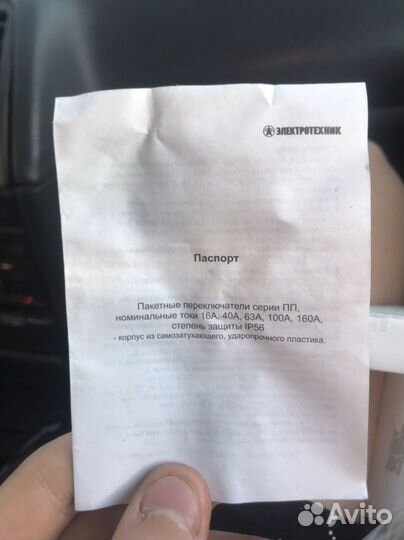 ЭЛЕКТРОТЕХНИК
Паспорт
Пакетные переключатели серии ПП,
номинальные токи 16А, 40А, 63А, 100А, 160А,
степень защиты IP56
- корпус из самозатухающего, ударопрочного пластика.
Avito